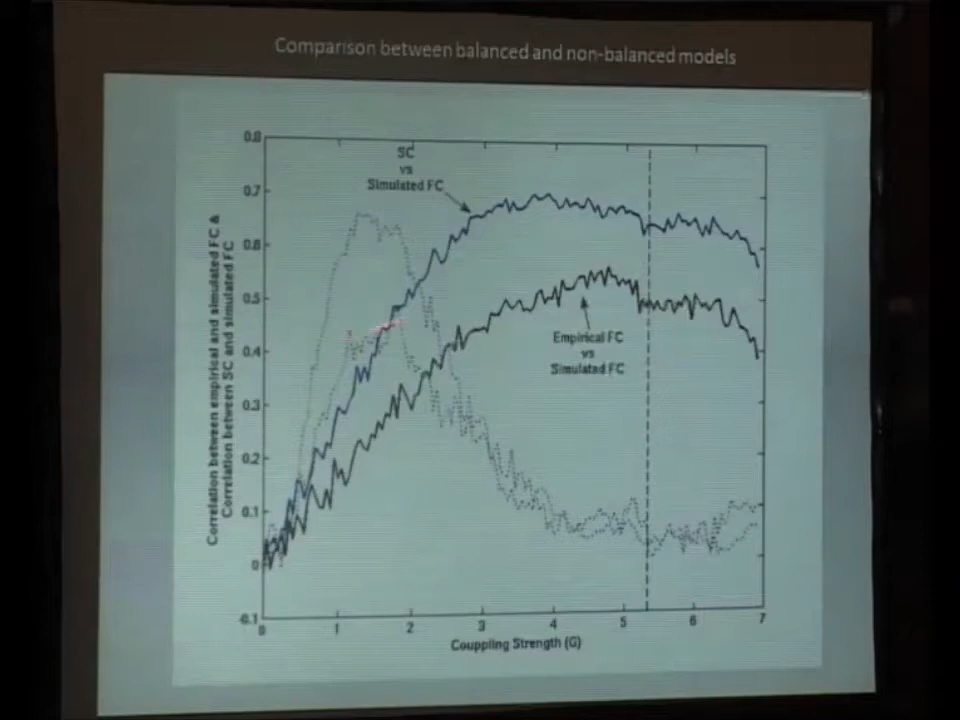 Comparison between balanced and non-balanced models
Correlation between empirical and simulated FC &
Correlation between SC and simulated FC
0.8
0.7
0.6
0.5
0.4
0.3
0.2
0.1
0
-0.1
SC
vs
Simulated FC
Empirical FC
vs
Simulated FC
0
1
2
3
4
5
6
7
Couppling Strength (G)